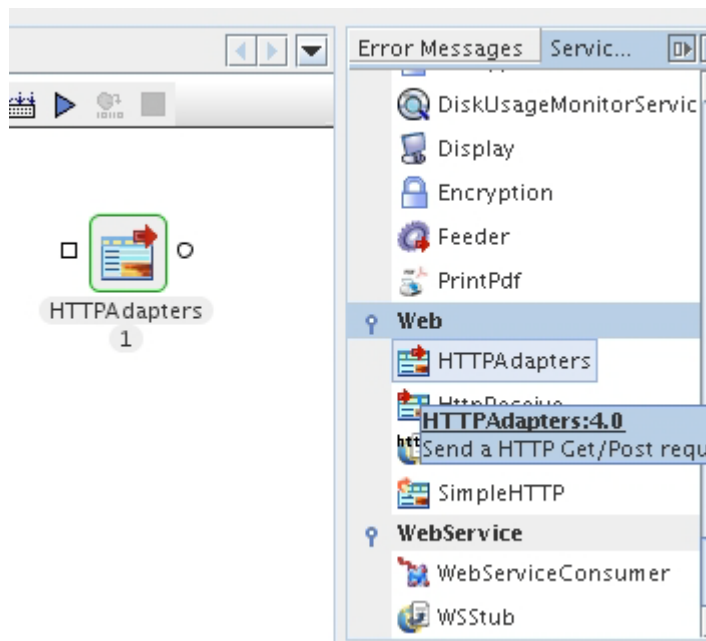 Error Messages Servic...
DiskUsageMonitorServic
Display
Encryption
Feeder
PrintPdf
Web
HTTPAdapters
HttpReceive
HTTPAdapters:4.0
Send a HTTP Get/Post requ
SimpleHTTP
WebService
WebServiceConsumer
WSStub
HTTPAdapters
1